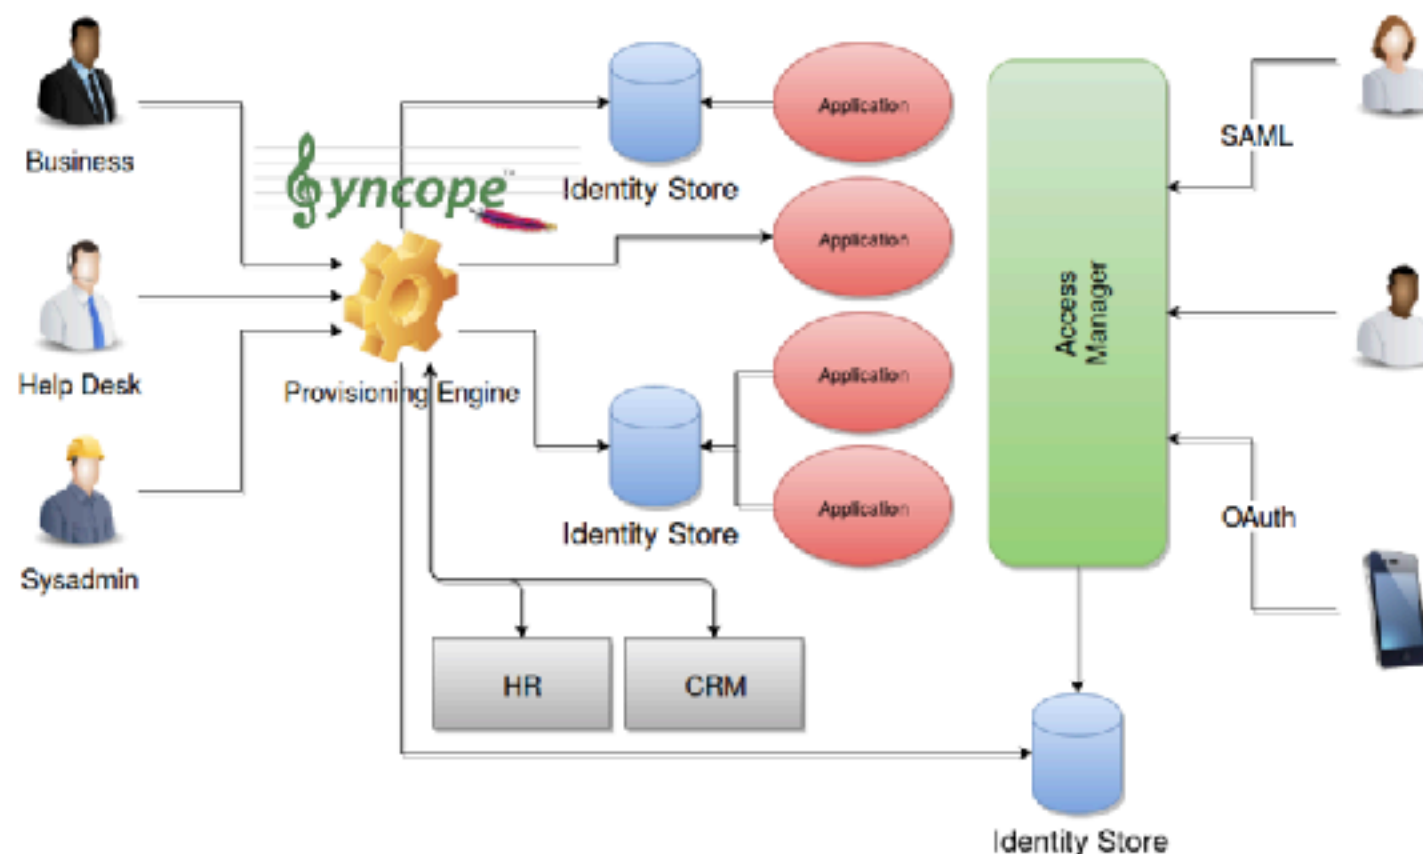 Business
Help Desk
Sysadmin
Syncope™
Provisioning Engine
Identity Store
Identity Store
Application
Application
Application
Application
HR
CRM
Access
Manager
SAML
OAuth
Identity Store